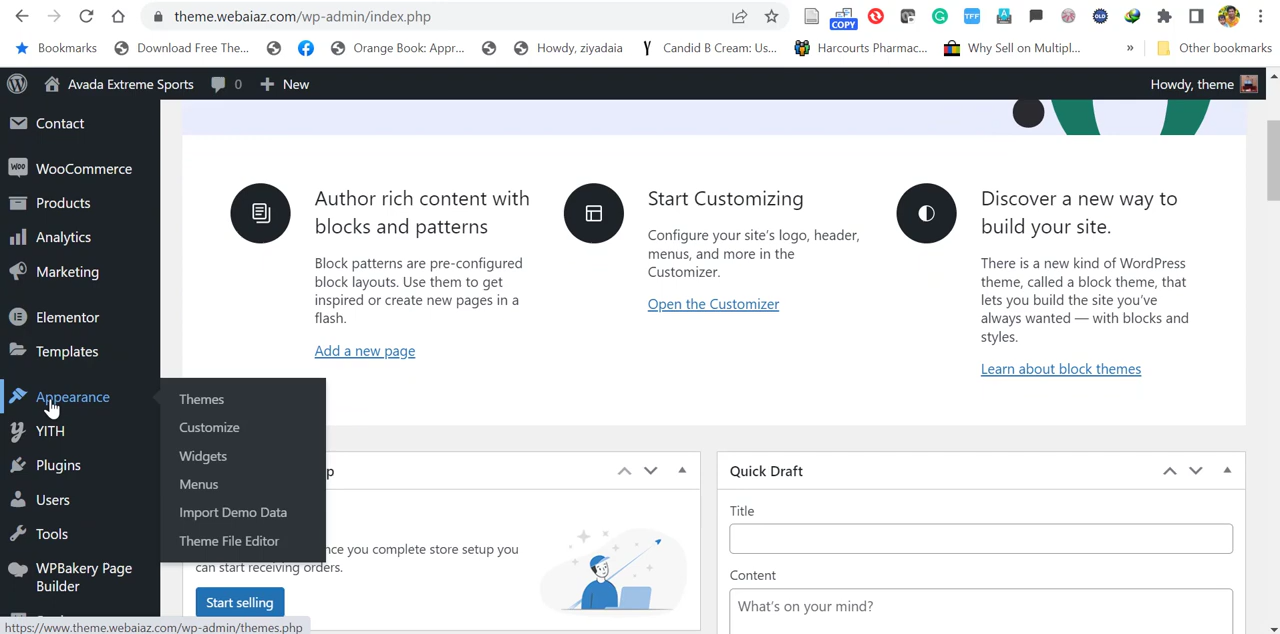 theme.webaiaz.com/wp-admin/index.php
COPY
TFF
OLD
Bookmarks
Download Free The...
Orange Book: Appr...
Howdy, ziyadaia
Candid B Cream: Us...
Harcourts Pharmac...
Why Sell on Multipl...
»
Other bookmarks
Avada Extreme Sports
0
New
Howdy, theme
Contact
WooCommerce
Products
Analytics
Marketing
Elementor
Templates
Appearance
YITH
Plugins
Users
Tools
WPBakery Page
Builder
Themes
Customize
Widgets
Menus
Import Demo Data
Theme File Editor
Author rich content with
blocks and patterns
Block patterns are pre-configured
block layouts. Use them to get
inspired or create new pages in a
flash.
Add a new page
Start Customizing
Configure your site's logo, header,
menus, and more in the
Customizer.
Open the Customizer
Discover a new way to
build your site.
There is a new kind of WordPress
theme, called a block theme, that
lets you build the site you've
always wanted — with blocks and
styles.
Learn about block themes
p
nce you complete store setup you
can start receiving orders.
Start selling
Quick Draft
Title
Content
What's on your mind?
https://www.theme.webaiaz.com/wp-admin/themes.php